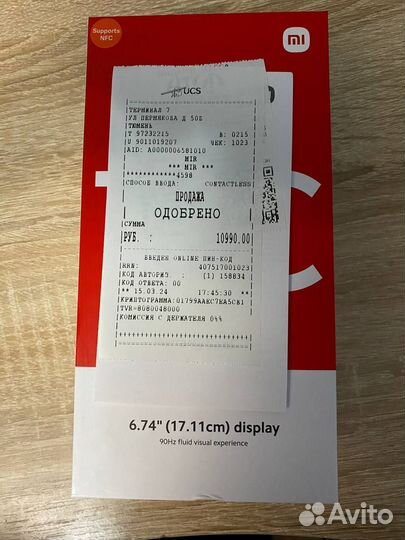 Supports
NFC
mi
UCS
ТЕРМИНАЛ 7
УЛ ПЕРМЯКОВА Д 50Б
ТЮМЕНЬ
T 97232215 B: 0215
U 9011019207 ЧЕК: 1023
AID: A0000006581010
MIR
*** MIR ***
************4598
СПОСОБ ВВОДА: CONTACTLESS
ПРОДАЖА
ОДОБРЕНО
СУММА
РУБ. : 10990.00
ВВЕДЕН ONLINE ПИН-КОД
RRN: 407517001023
КОД АВТОРИЗ. : (1) 158834
КОД ОТВЕТА: 00
** 15.03.24 17:45:30 **
КРИПТОГРАММА:01799AAEC7EA5CB1
TVR=8080048000
КОМИССИЯ С ДЕРЖАТЕЛЯ 0%%
6.74" (17.11cm) display
90Hz fluid visual experience
Avito